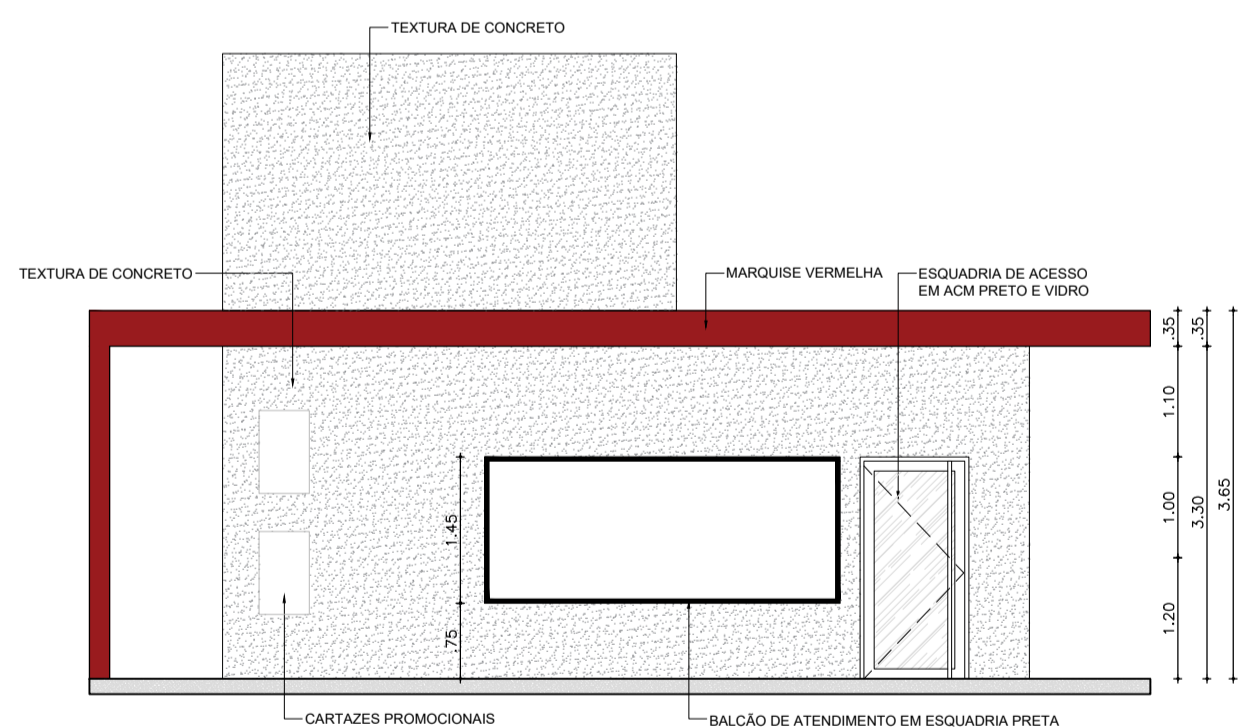 TEXTURA DE CONCRETO
TEXTURA DE CONCRETO
MARQUISE VERMELHA
ESQUADRIA DE ACESSO
EM ACM PRETO E VIDRO
.35
.35
1.10
1.00
3.30
3.65
1.45
1.20
.75
CARTAZES PROMOCIONAIS
BALCÃO DE ATENDIMENTO EM ESQUADRIA PRETA